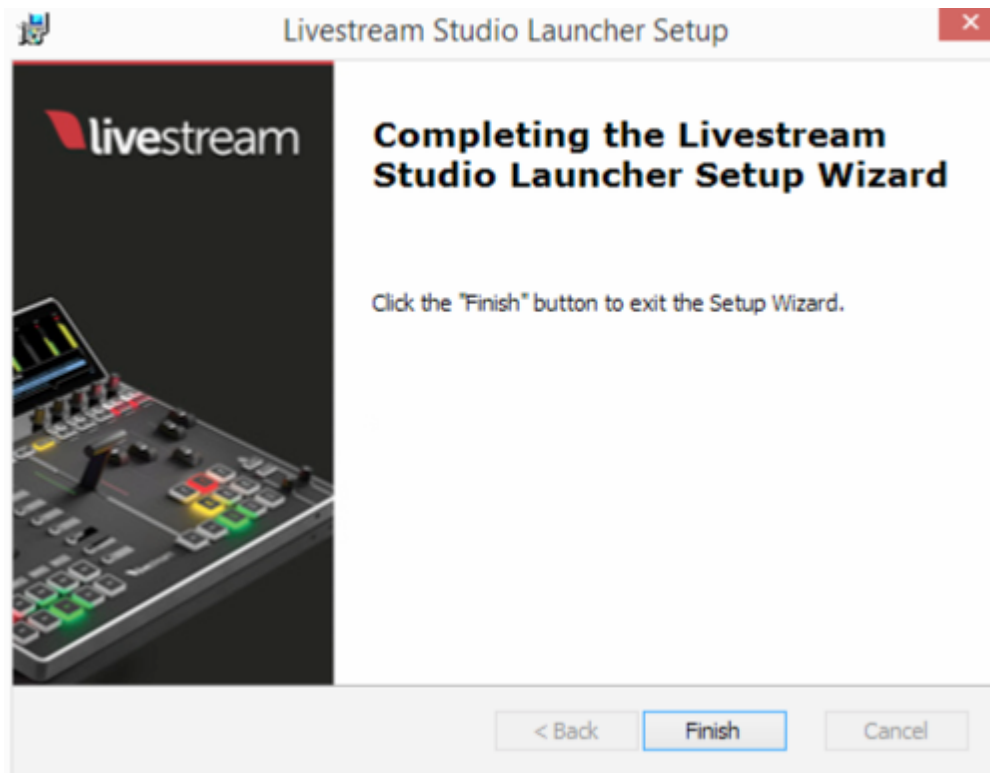 Livestream Studio Launcher Setup
livestream
Completing the Livestream
Studio Launcher Setup Wizard
Click the "Finish" button to exit the Setup Wizard.
< Back
Finish
Cancel